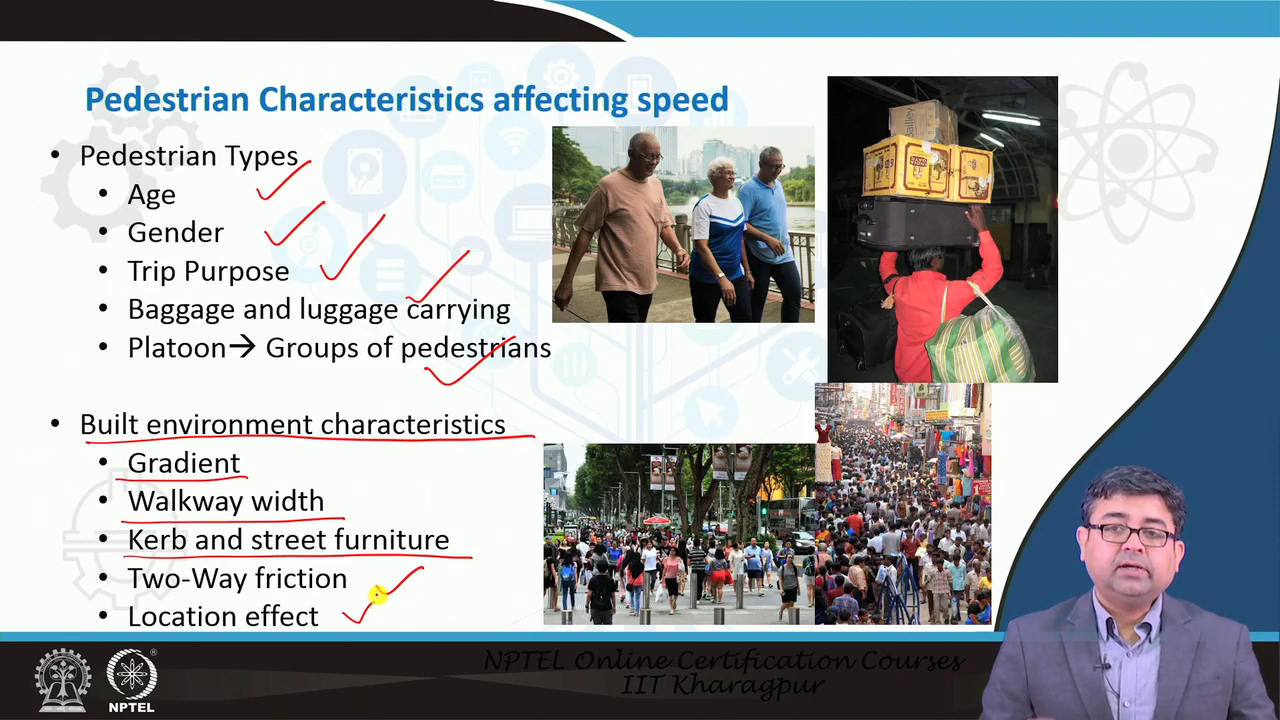 Pedestrian Characteristics affecting speed
• Pedestrian Types
• Age
• Gender
• Trip Purpose
• Baggage and luggage carrying
• Platoon→ Groups of pedestrians
• Built environment characteristics
• Gradient
• Walkway width
• Kerb and street furniture
• Two-Way friction
• Location effect
NPTEL
NPTEL Online Certification Courses
IIT Kharagpur